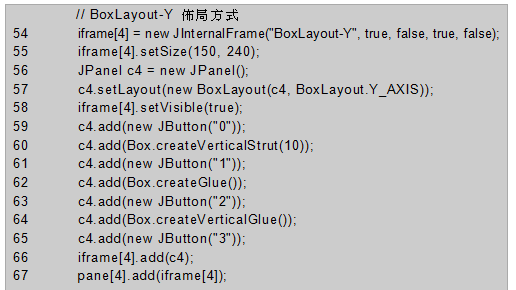 // BoxLayout-Y 佈局方式
54 iframe[4] = new JInternalFrame("BoxLayout-Y", true, false, true, false);
55 iframe[4].setSize(150, 240);
56 JPanel c4 = new JPanel();
57 c4.setLayout(new BoxLayout(c4, BoxLayout.Y_AXIS));
58 iframe[4].setVisible(true);
59 c4.add(new JButton("0"));
60 c4.add(Box.createVerticalStrut(10));
61 c4.add(new JButton("1"));
62 c4.add(Box.createGlue());
63 c4.add(new JButton("2"));
64 c4.add(Box.createVerticalGlue());
65 c4.add(new JButton("3"));
66 iframe[4].add(c4);
67 pane[4].add(iframe[4]);